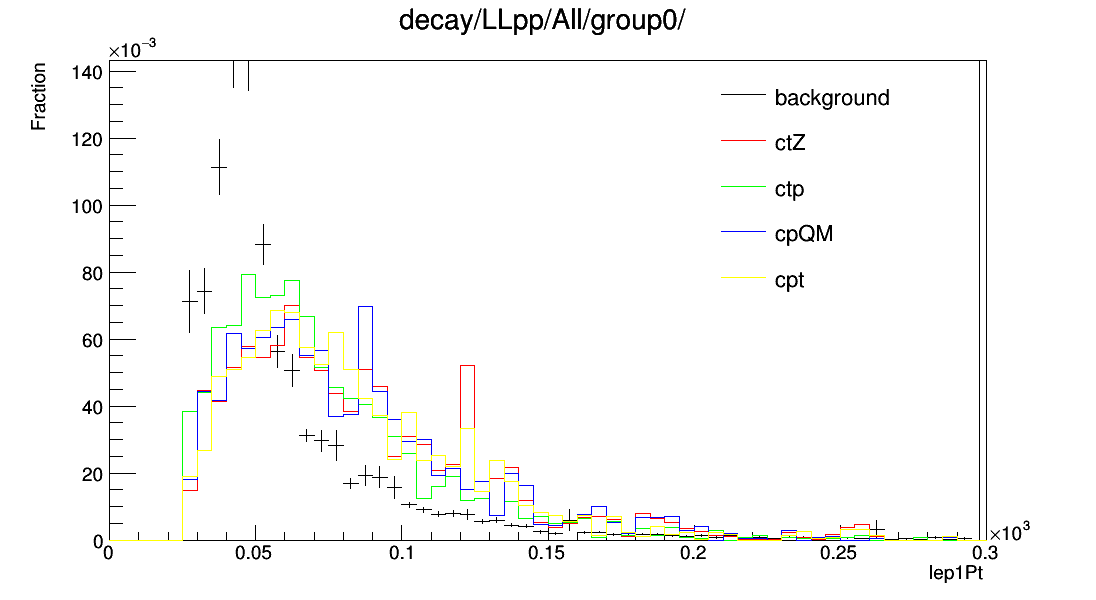 decay/LLpp/All/group0/
×10⁻³
Fraction
140
120
100
80
60
40
20
0
background
ctZ
ctp
cpQM
cpt
0 0.05 0.1 0.15 0.2 0.25 0.3
×10³
lep1Pt